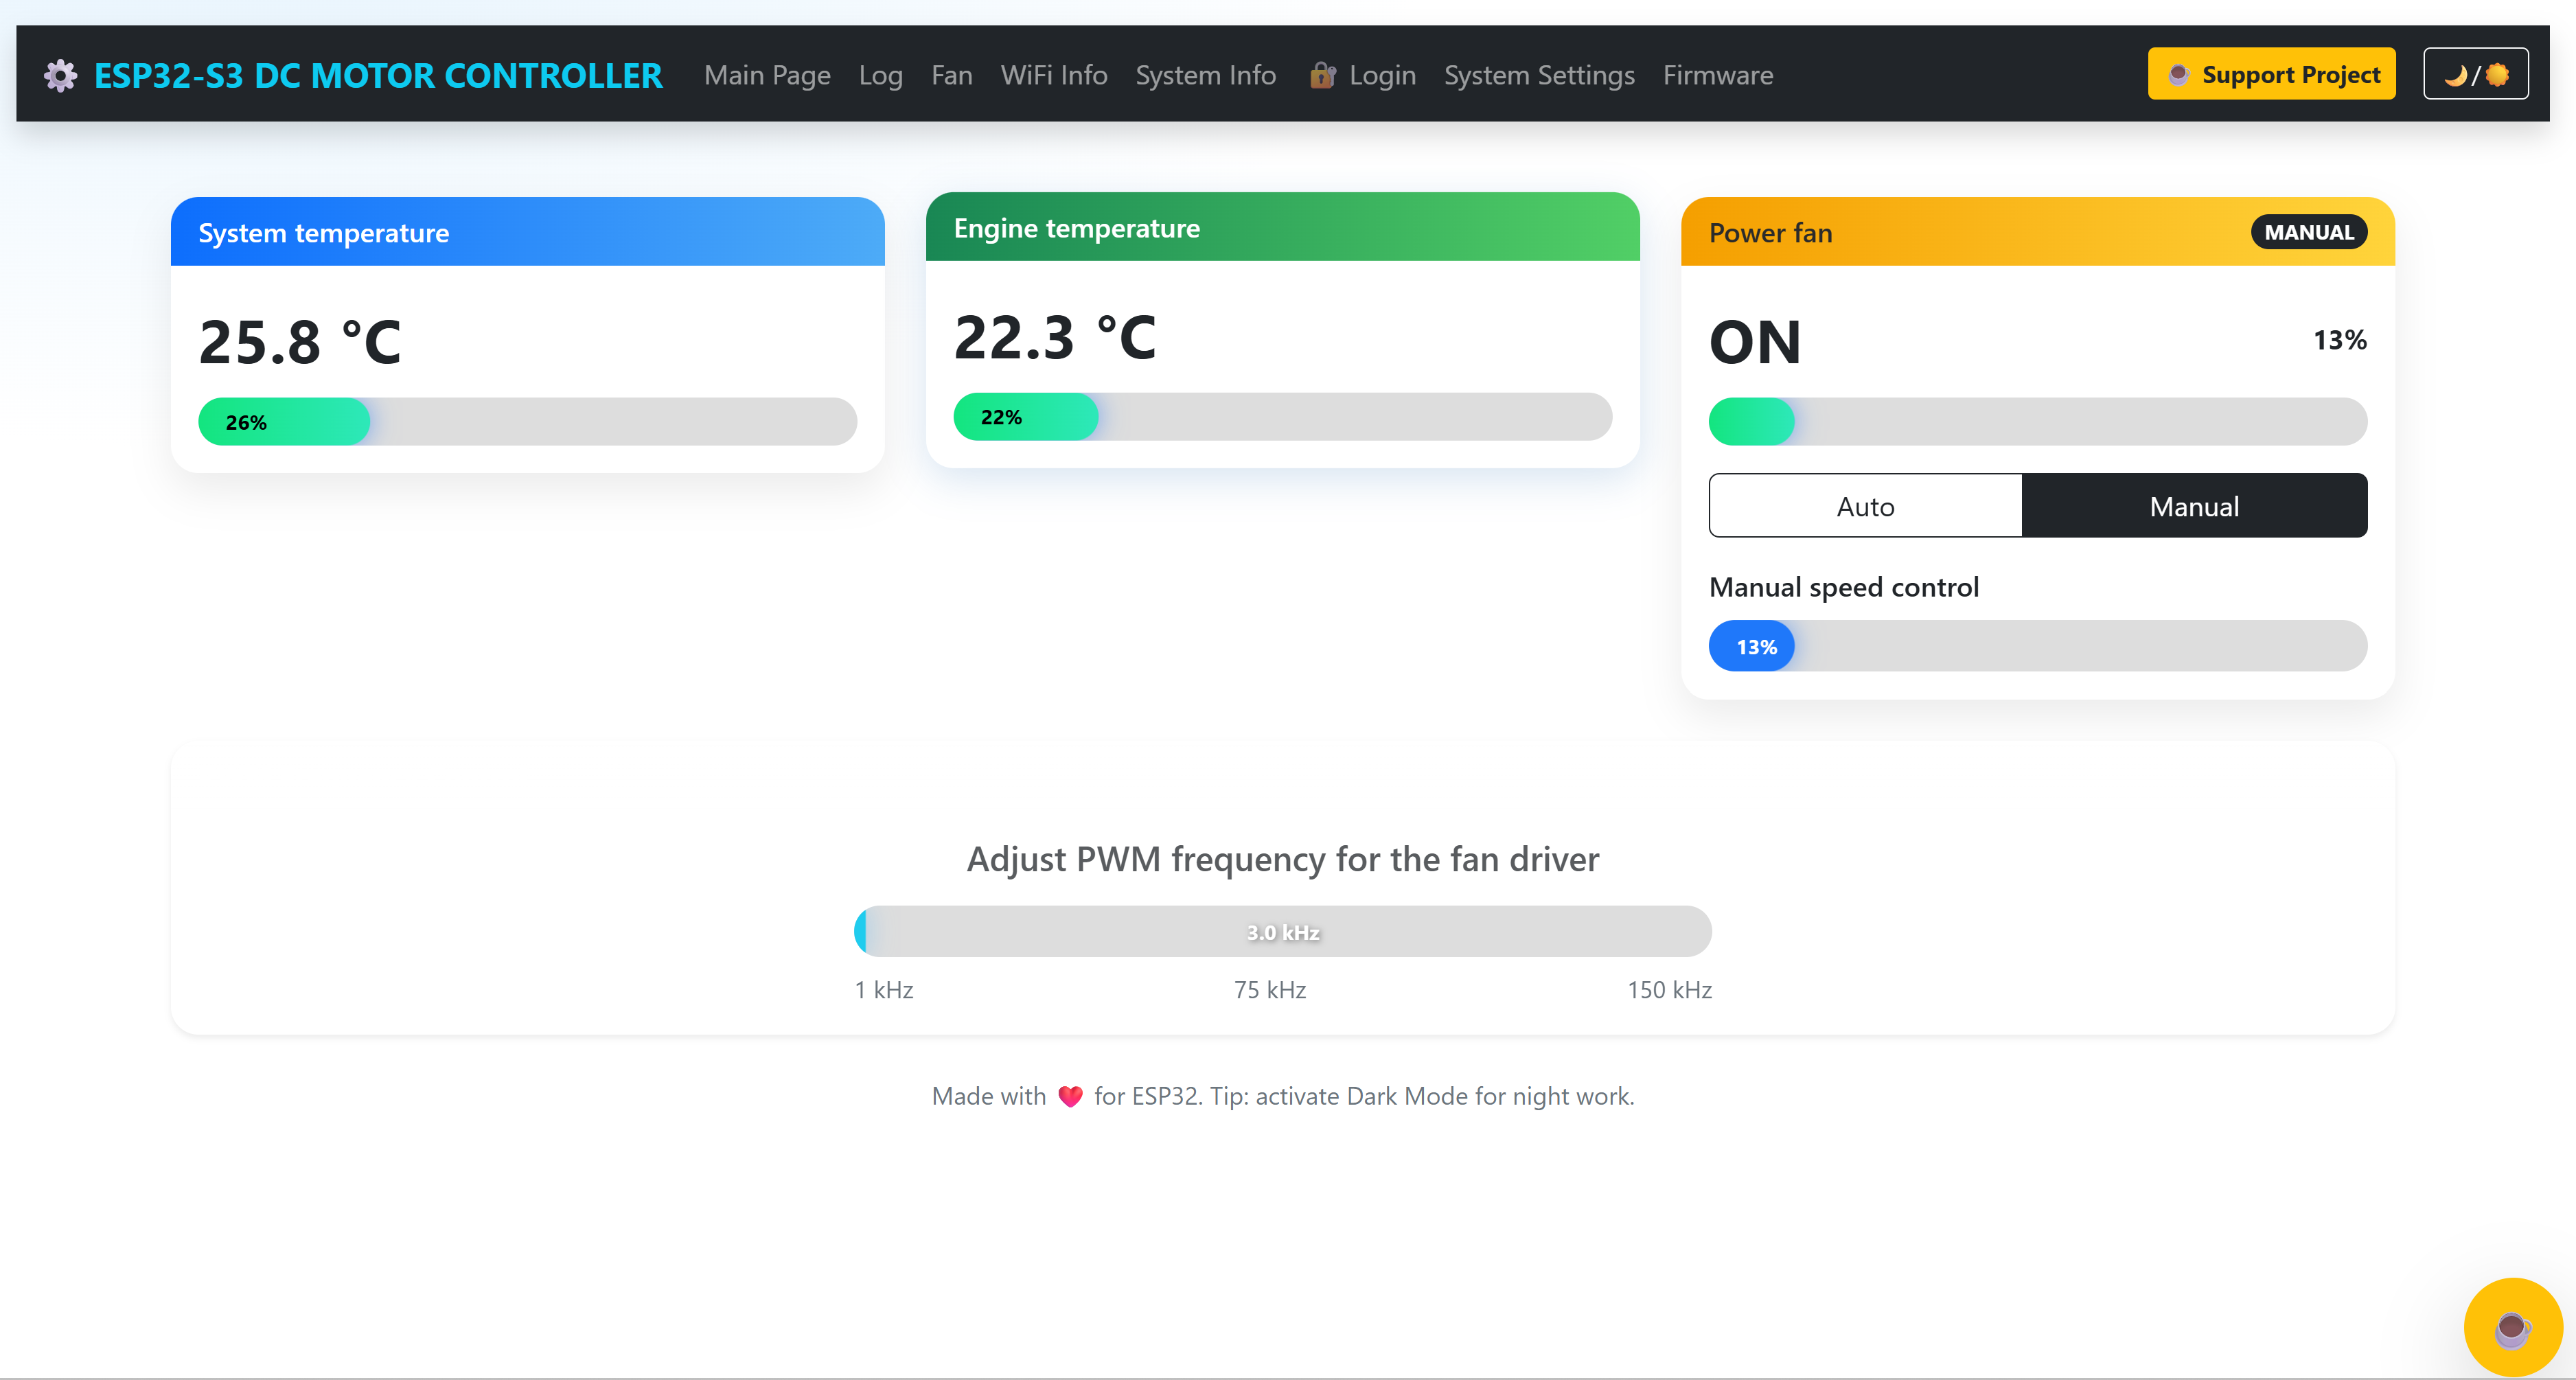 ESP32-S3 DC MOTOR CONTROLLER Main Page Log Fan WiFi Info System Info Login System Settings Firmware Support Project /
System temperature
25.8 °C
26%
Engine temperature
22.3 °C
22%
Power fan MANUAL
ON 13%
Auto Manual
Manual speed control
13%
Adjust PWM frequency for the fan driver
3.0 kHz
1 kHz 75 kHz 150 kHz
Made with ❤️ for ESP32. Tip: activate Dark Mode for night work.